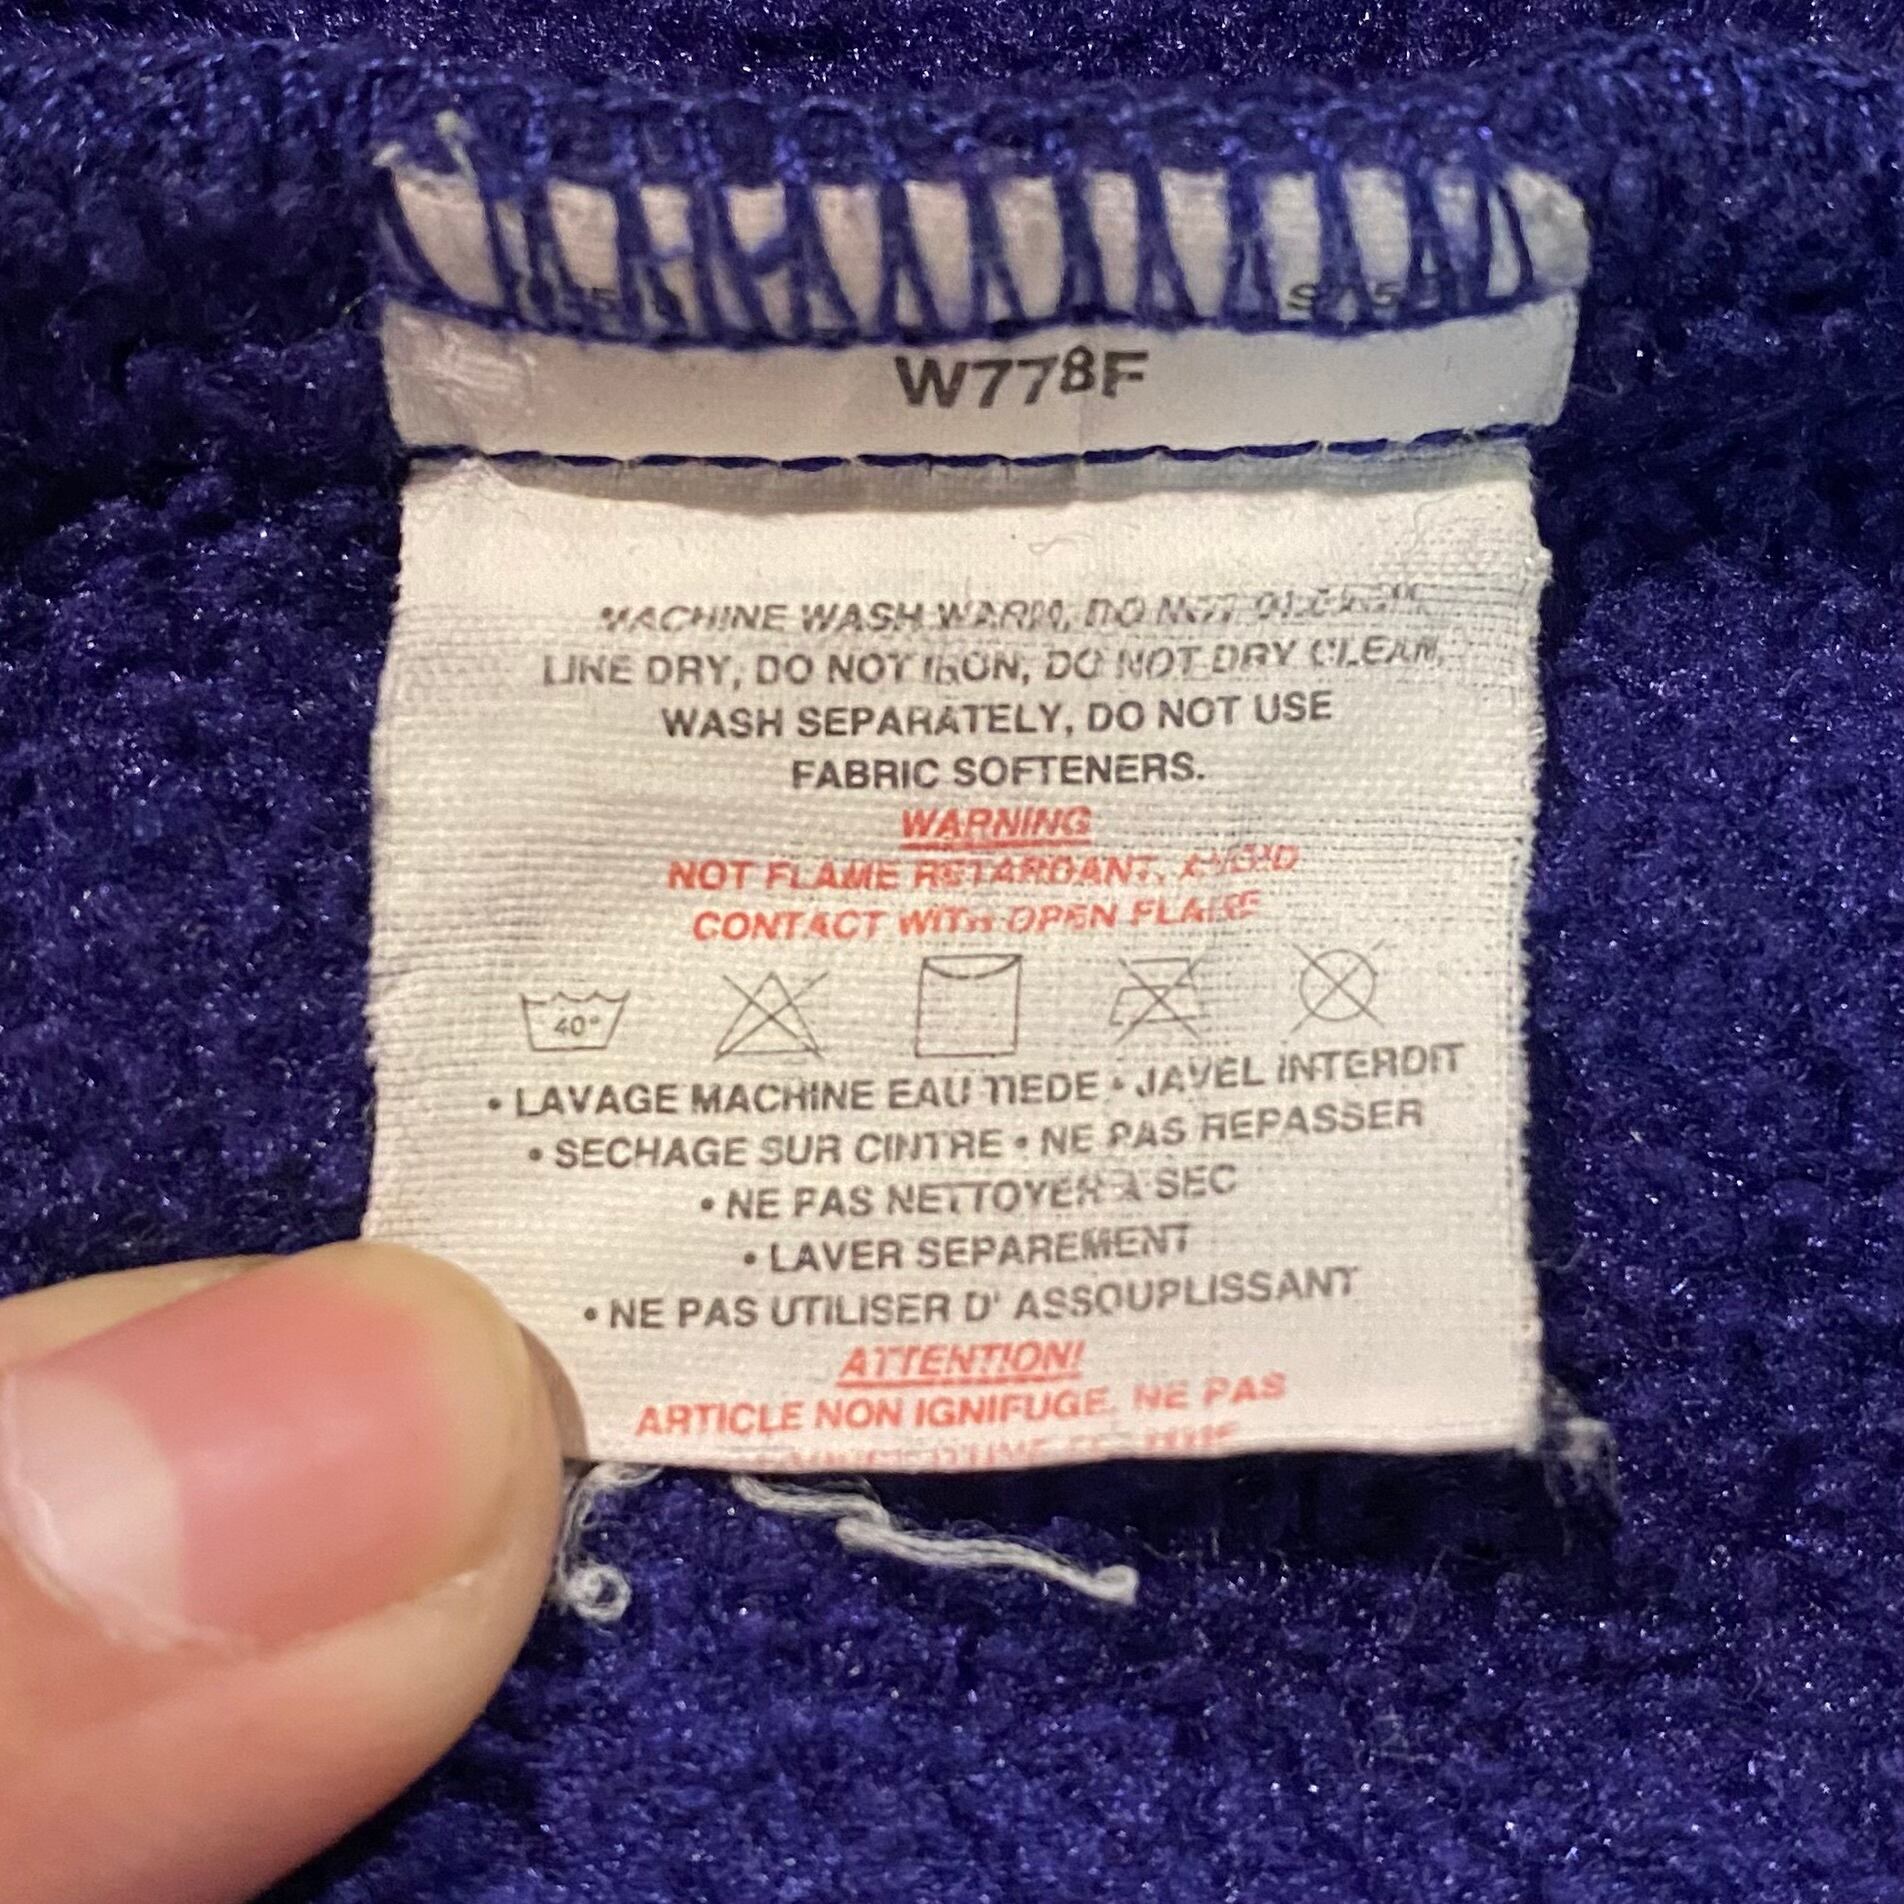 W778F
MACHINE WASH WARM, DO NOT BLEACH,
LINE DRY, DO NOT IRON, DO NOT DRY CLEAN,
WASH SEPARATELY, DO NOT USE
FABRIC SOFTENERS.
WARNING
NOT FLAME RETARDANT, AVOID
CONTACT WITH OPEN FLAME
40°
• LAVAGE MACHINE EAU TIEDE • JAVEL INTERDIT
• SECHAGE SUR CINTRE • NE PAS REPASSER
• NE PAS NETTOYER A SEC
• LAVER SEPAREMENT
• NE PAS UTILISER D' ASSOUPLISSANT
ATTENTION!
ARTICLE NON IGNIFUGE. NE PAS